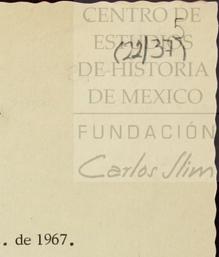 CENTRO DE
5
ESTUDIOS
(22/37)
DE HISTORIA
DE MEXICO
FUNDACIÓN
Carlos Slim
. de 1967.